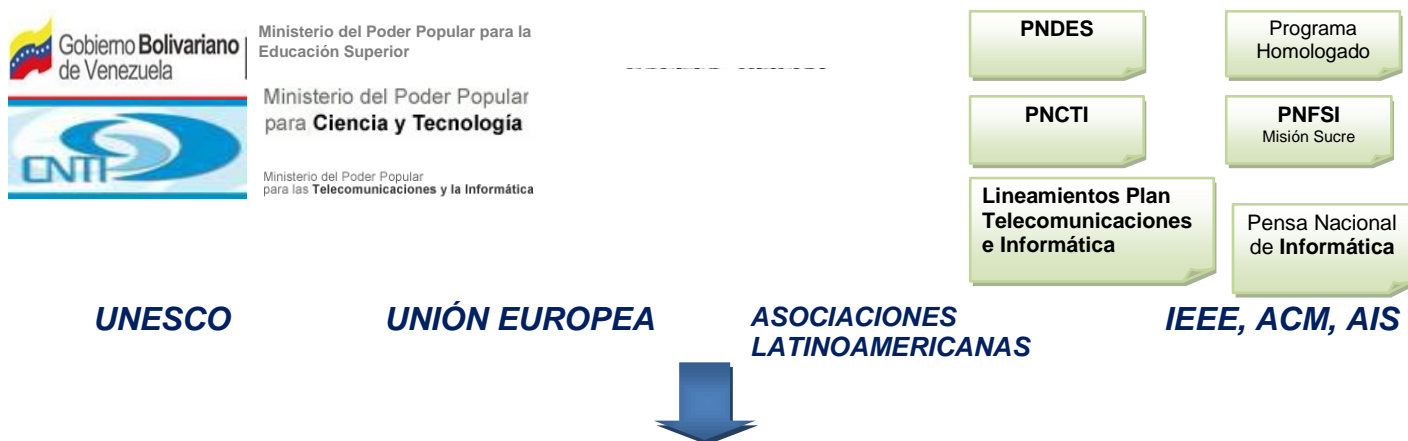 Gobierno Bolivariano
de Venezuela
Ministerio del Poder Popular para la
Educación Superior
CNTI
Ministerio del Poder Popular
para Ciencia y Tecnología
Ministerio del Poder Popular
para las Telecomunicaciones y la Informática
PNDES
Programa
Homologado
PNCTI
PNFSI
Misión Sucre
Lineamientos Plan
Telecomunicaciones
e Informática
Pensa Nacional
de Informática
UNESCO
UNIÓN EUROPEA
ASOCIACIONES
LATINOAMERICANAS
IEEE, ACM, AIS